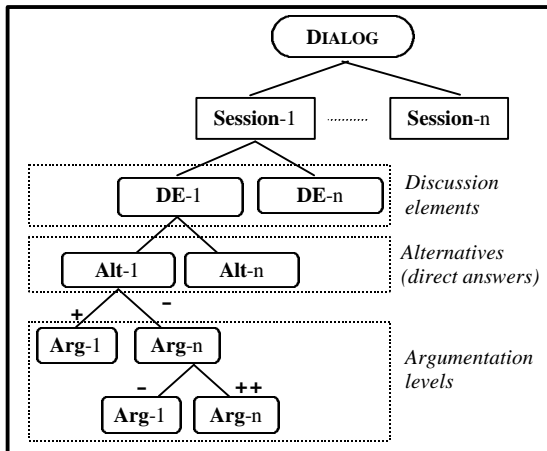 DIALOG
Session-1 ........... Session-n
DE-1 DE-n Discussion
elements
Alt-1 Alt-n Alternatives
(direct answers)
+ –
Arg-1 Arg-n Argumentation
levels
– ++
Arg-1 Arg-n